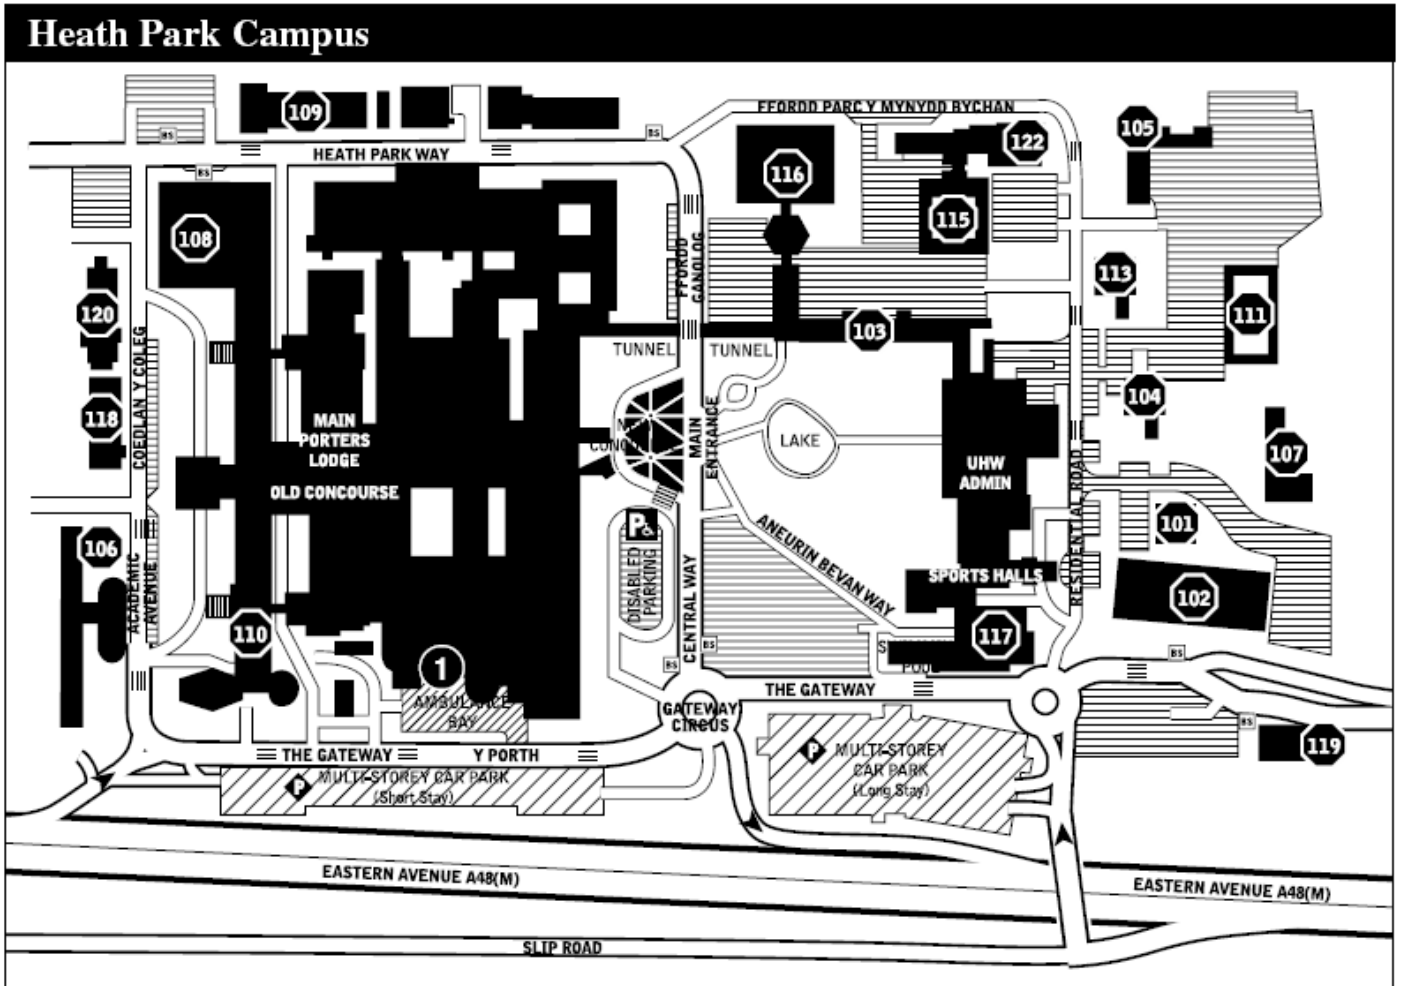 Heath Park Campus
109
BS
BS
FFORDD PARC Y MYNYDD BYCHAN
105
122
HEATH PARK WAY
BS
116
108
115
FFORDD
GANOLOG
113
120
111
103
COEDLAN Y COLEG
TUNNEL
TUNNEL
118
104
MAIN
PORTERS
LODGE
MAIN
ENTRANCE
LAKE
107
UHW
ADMIN
OLD CONCOURSE
RESIDENTIAL ROAD
P
101
106
ACADEMIC
AVENUE
DISABLED
PARKING
CENTRAL WAY
ANEURIN BEVAN WAY
SPORTS HALLS
102
110
117
BS
BS
BS
1
AMBULANCE
BAY
THE GATEWAY
GATEWAY
CIRCUS
BS
119
THE GATEWAY
Y PORTH
P
MULTI-STOREY CAR PARK
(Short Stay)
P
MULTI-STOREY
CAR PARK
(Long Stay)
EASTERN AVENUE A48(M)
EASTERN AVENUE A48(M)
SLIP ROAD